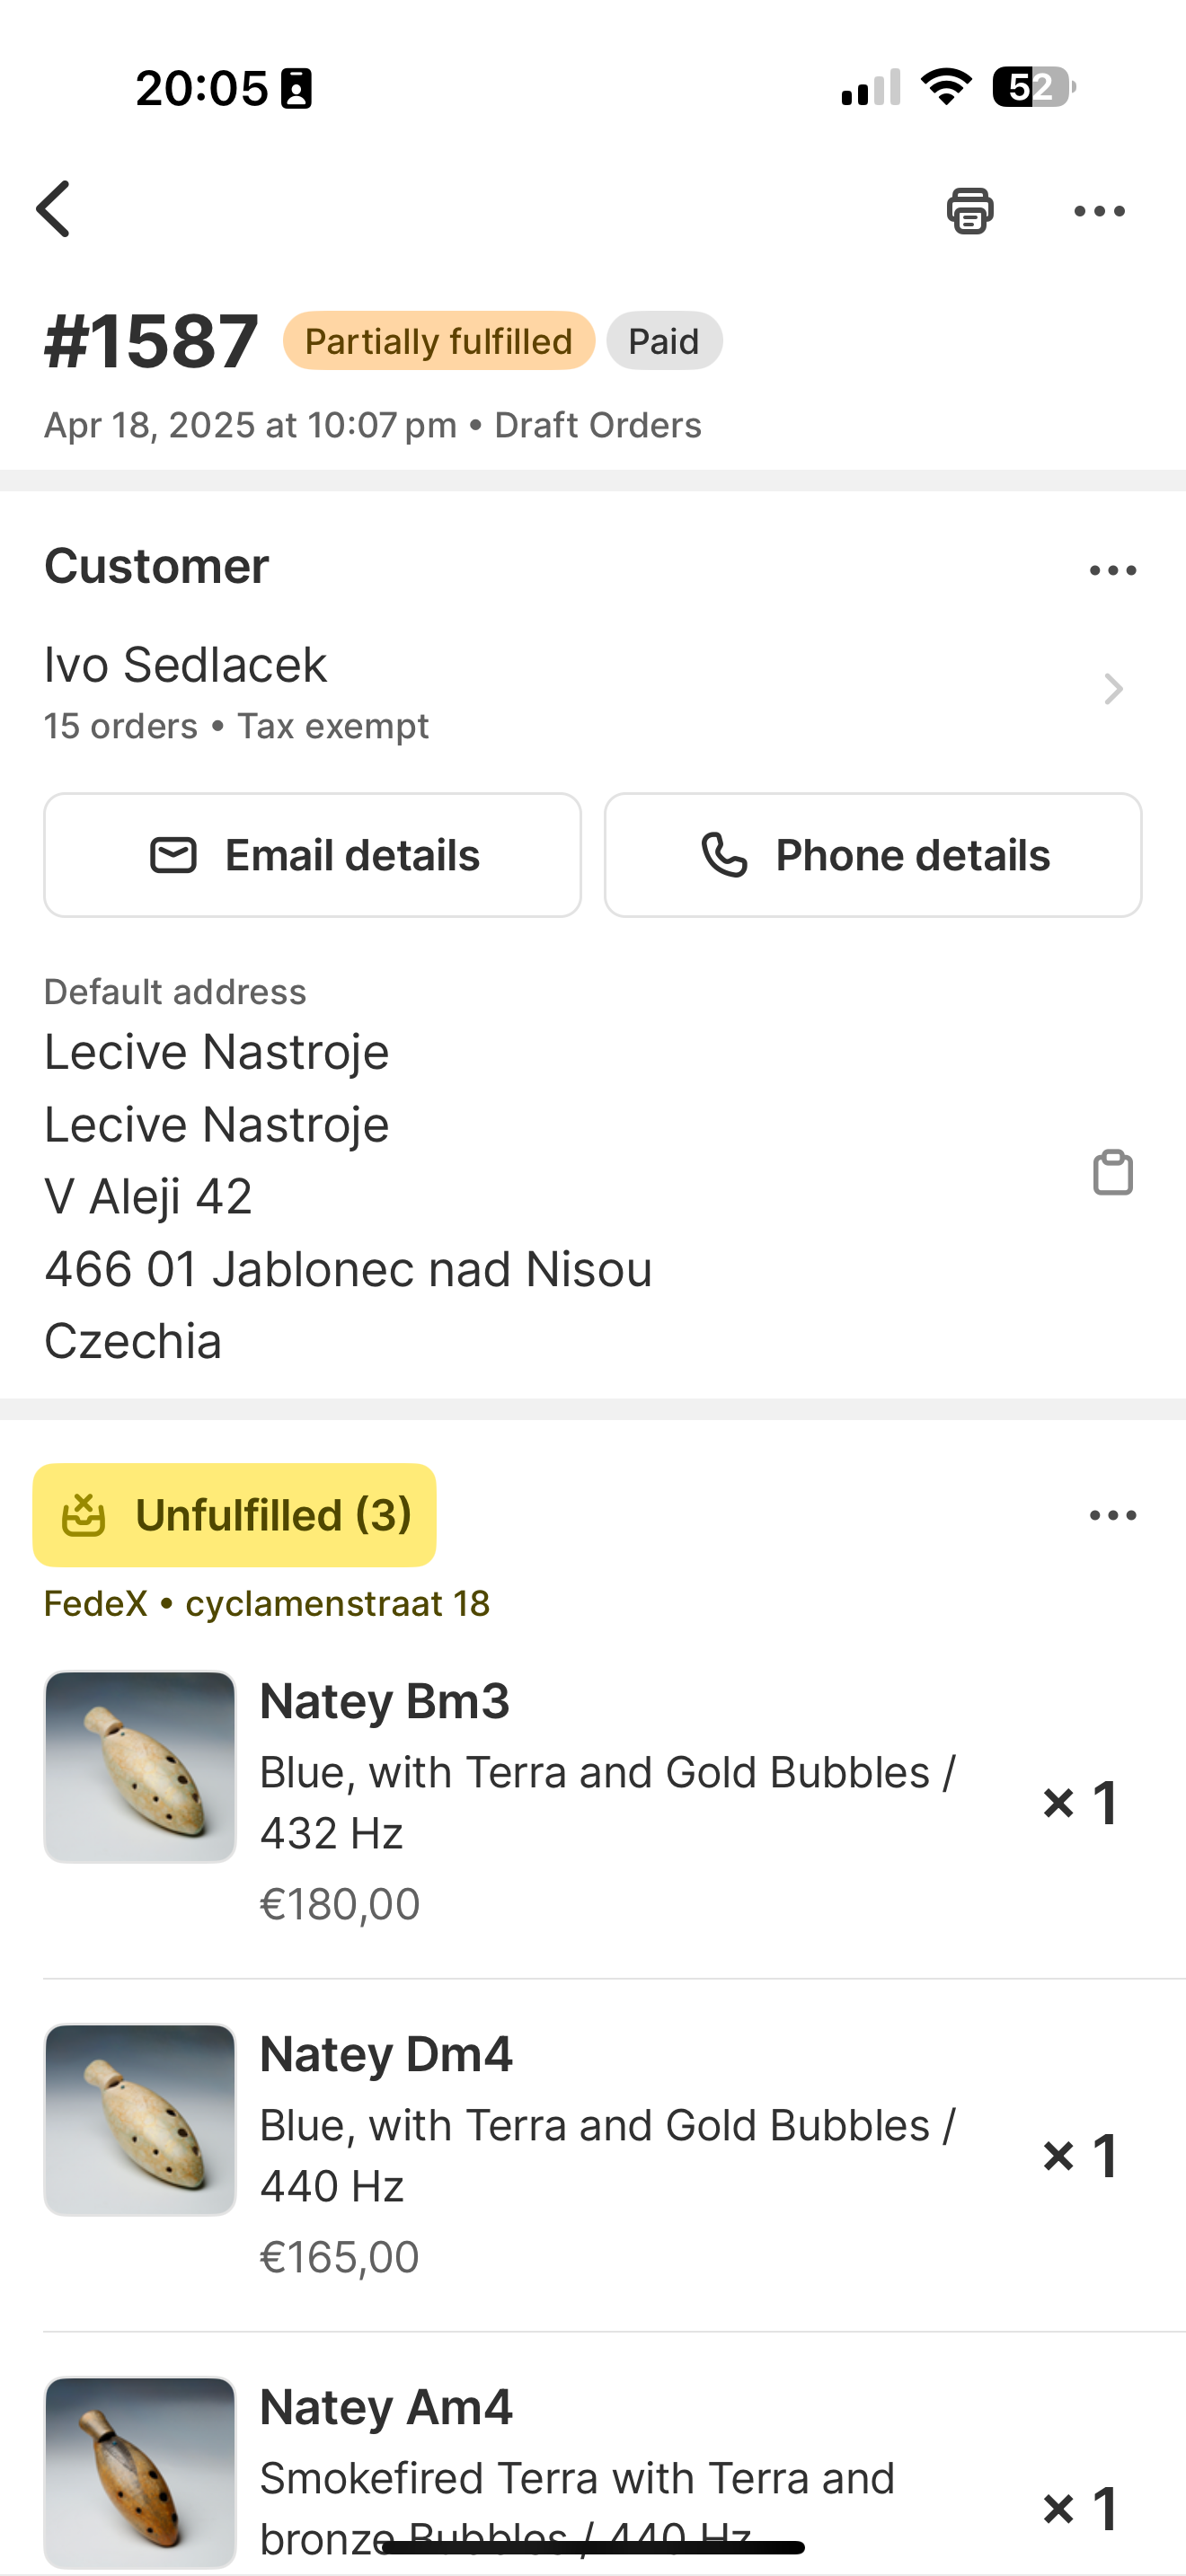 20:05
52
#1587 Partially fulfilled Paid
Apr 18, 2025 at 10:07 pm • Draft Orders
Customer
Ivo Sedlacek
15 orders • Tax exempt
Email details Phone details
Default address
Lecive Nastroje
Lecive Nastroje
V Aleji 42
466 01 Jablonec nad Nisou
Czechia
Unfulfilled (3)
FedeX • cyclamenstraat 18
Natey Bm3
Blue, with Terra and Gold Bubbles /
432 Hz
× 1
€180,00
Natey Dm4
Blue, with Terra and Gold Bubbles /
440 Hz
× 1
€165,00
Natey Am4
Smokefired Terra with Terra and
bronze Bubbles / 440 Hz
× 1